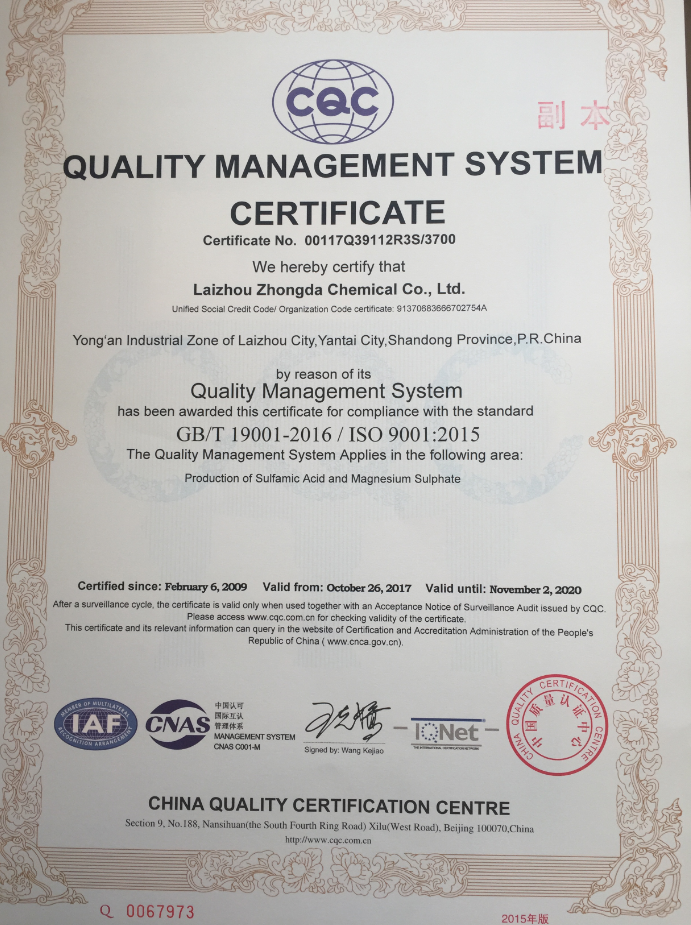 CQC
副本
QUALITY MANAGEMENT SYSTEM
CERTIFICATE
Certificate No. 00117Q39112R3S/3700
We hereby certify that
Laizhou Zhongda Chemical Co., Ltd.
Unified Social Credit Code/ Organization Code certificate: 91370683666702754A
Yong'an Industrial Zone of Laizhou City,Yantai City,Shandong Province,P.R.China
by reason of its
Quality Management System
has been awarded this certificate for compliance with the standard
GB/T 19001-2016 / ISO 9001:2015
The Quality Management System Applies in the following area:
Production of Sulfamic Acid and Magnesium Sulphate
Certified since: February 6, 2009 Valid from: October 26, 2017 Valid until: November 2, 2020
After a surveillance cycle, the certificate is valid only when used together with an Acceptance Notice of Surveillance Audit issued by CQC.
Please access www.cqc.com.cn for checking validity of the certificate.
This certificate and its relevant information can query in the website of Certification and Accreditation Administration of the People's
Republic of China ( www.cnca.gov.cn).
MEMBER OF MULTILATERAL
IAF
RECOGNITION ARRANGEMENT
CNAS
中国认可
国际互认
管理体系
MANAGEMENT SYSTEM
CNAS C001-M
Signed by: Wang Kejiao
IQNet
THE INTERNATIONAL CERTIFICATION NETWORK
CHINA QUALITY CERTIFICATION CENTRE
中国质量认证中心
CHINA QUALITY CERTIFICATION CENTRE
Section 9, No.188, Nansihuan(the South Fourth Ring Road) Xilu(West Road), Beijing 100070,China
http://www.cqc.com.cn
Q 0067973
2015年版